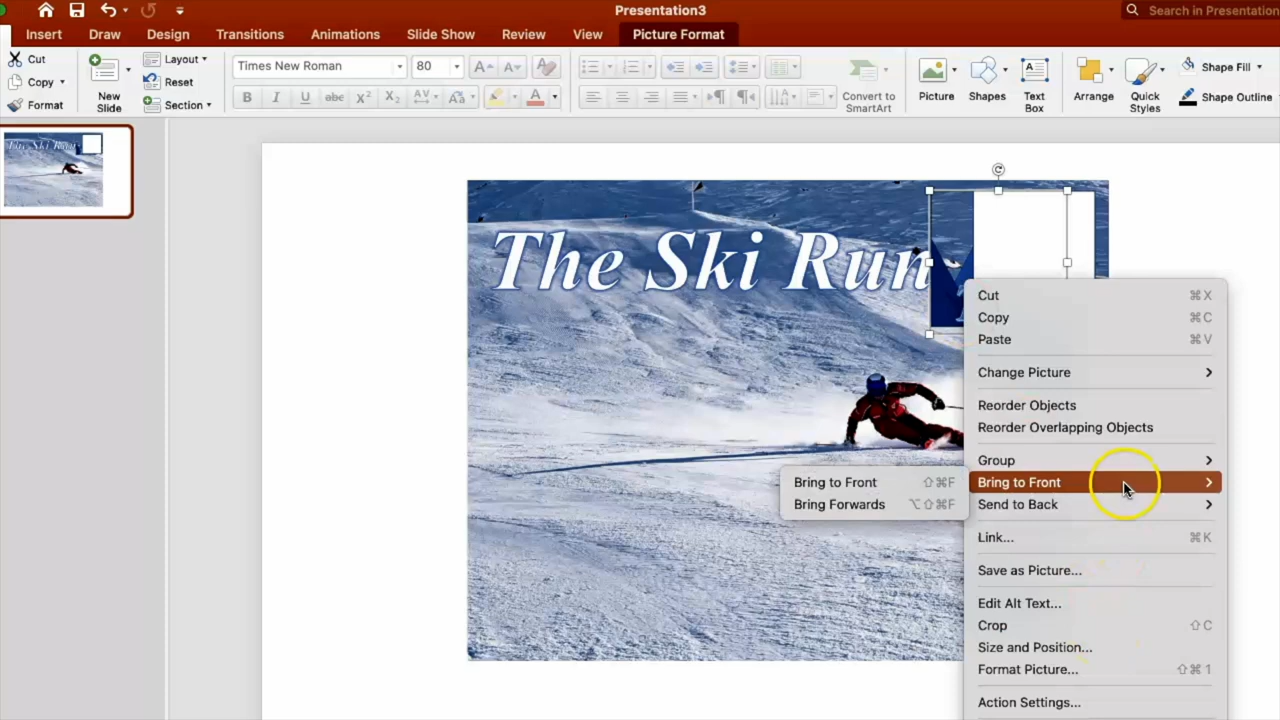 Presentation3
Search in Presentation
Insert
Draw
Design
Transitions
Animations
Slide Show
Review
View
Picture Format
Cut
Copy
Format
New
Slide
Layout
Reset
Section
Times New Roman
80
Convert to
SmartArt
Picture
Shapes
Text
Box
Arrange
Quick
Styles
Shape Fill
Shape Outline
The Ski Run
The Ski Run
Cut ⌘X
Copy ⌘C
Paste ⌘V
Change Picture
Reorder Objects
Reorder Overlapping Objects
Group
Bring to Front
Send to Back
Bring to Front ⇧⌘F
Bring Forwards ⌥⇧⌘F
Link... ⌘K
Save as Picture...
Edit Alt Text...
Crop ⇧C
Size and Position...
Format Picture... ⇧⌘1
Action Settings...